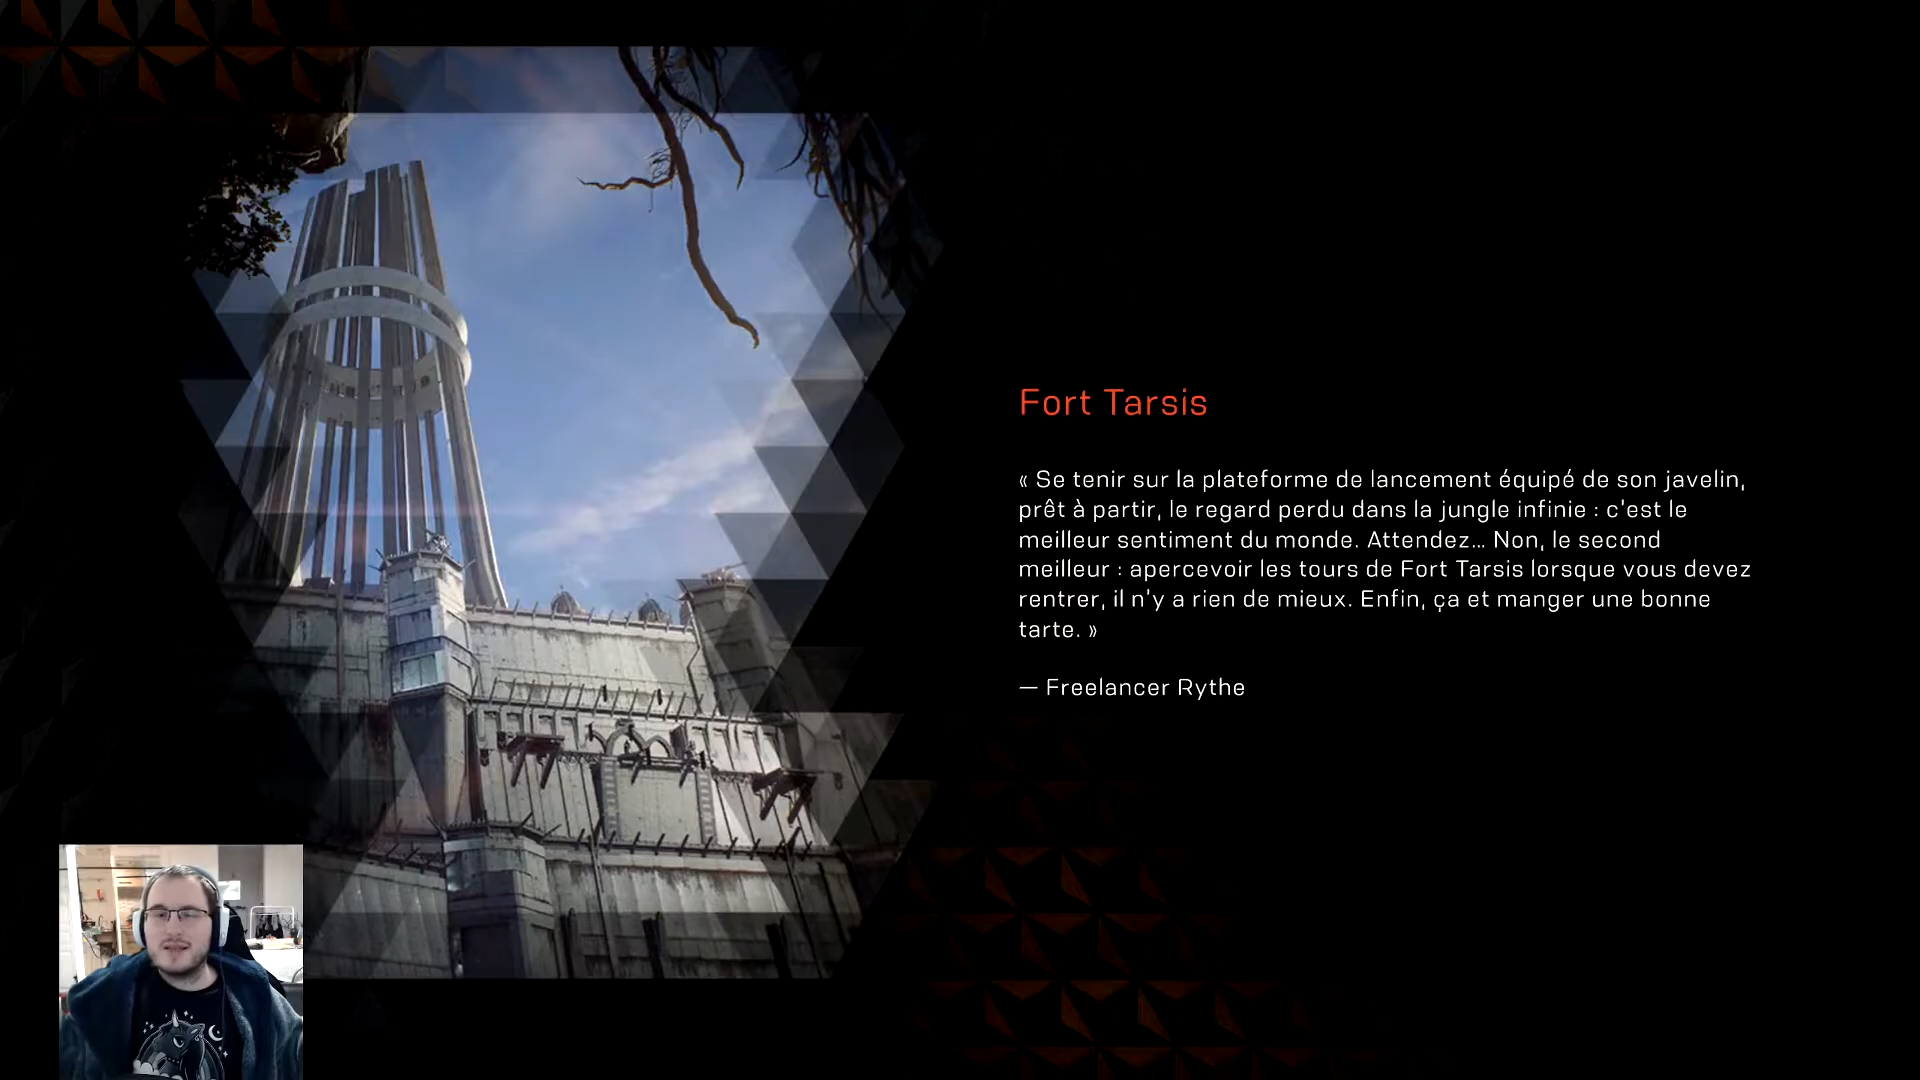 Fort Tarsis
« Se tenir sur la plateforme de lancement équipé de son javelin,
prêt à partir, le regard perdu dans la jungle infinie : c'est le
meilleur sentiment du monde. Attendez... Non, le second
meilleur : apercevoir les tours de Fort Tarsis lorsque vous devez
rentrer, il n'y a rien de mieux. Enfin, ça et manger une bonne
tarte. »
— Freelancer Rythe